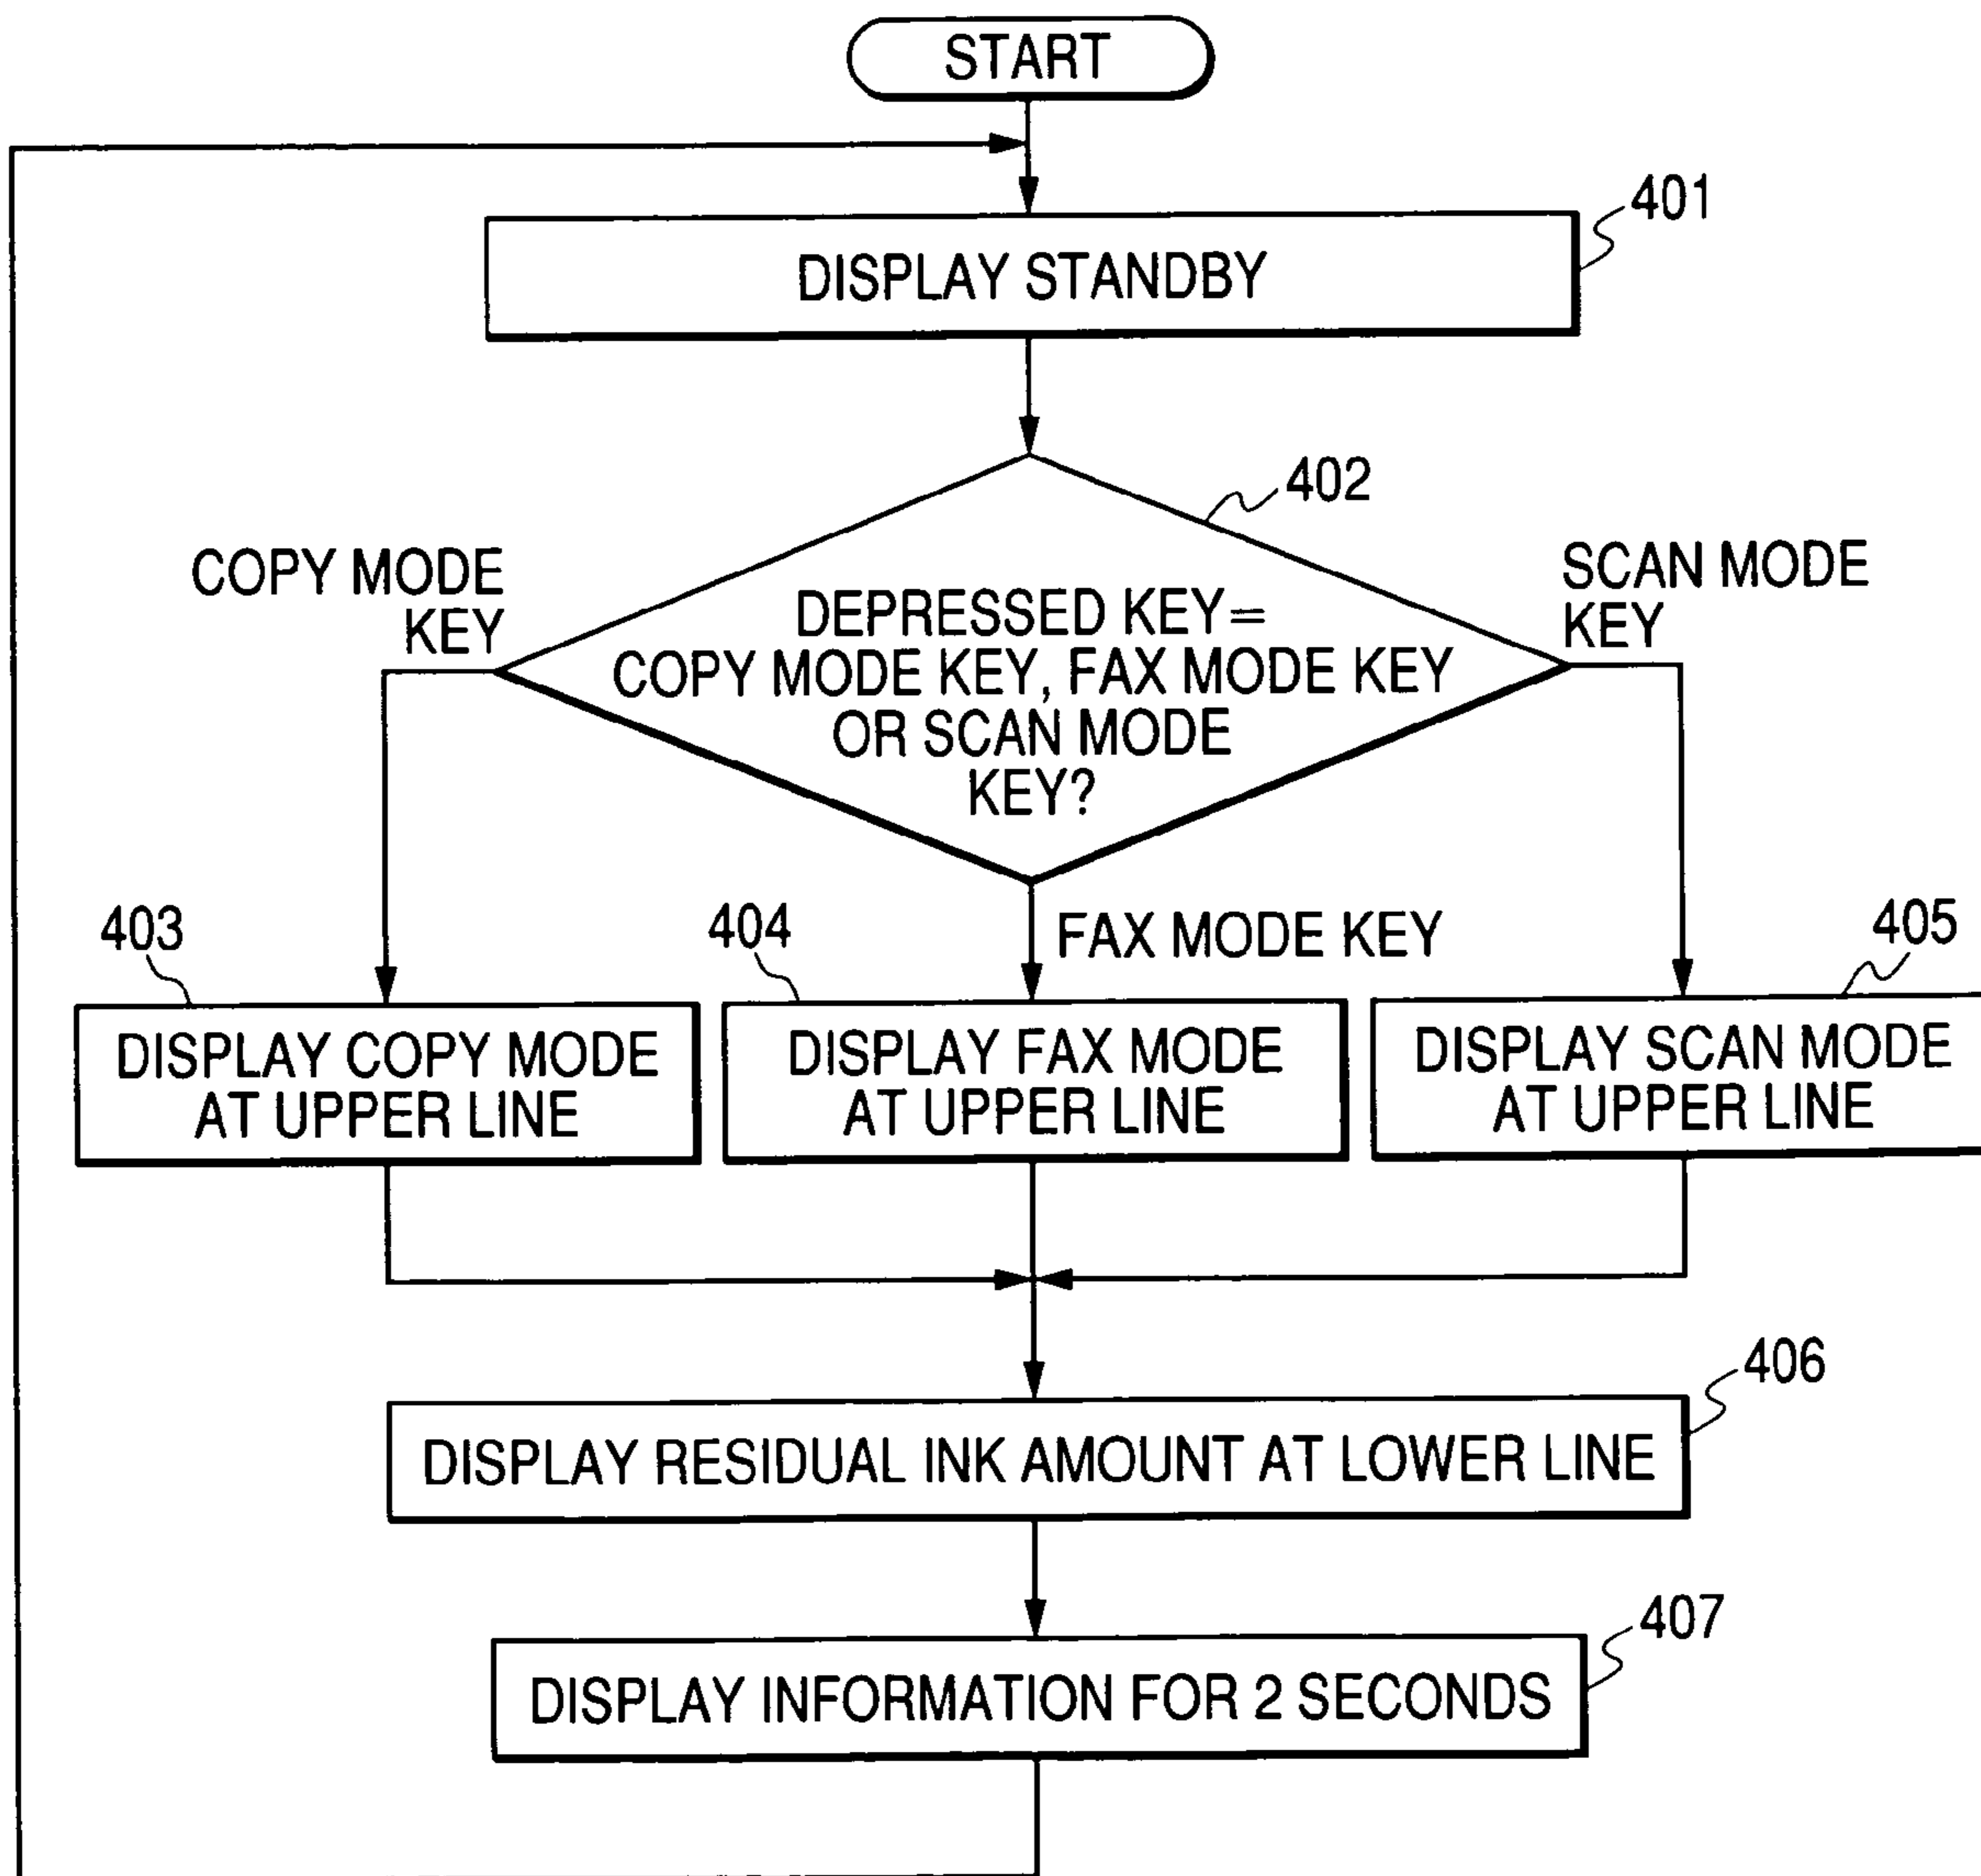 START
401
DISPLAY STANDBY
402
COPY MODE
KEY
SCAN MODE
KEY
DEPRESSED KEY=
COPY MODE KEY, FAX MODE KEY
OR SCAN MODE
KEY?
403
404
FAX MODE KEY
405
DISPLAY COPY MODE
AT UPPER LINE
DISPLAY FAX MODE
AT UPPER LINE
DISPLAY SCAN MODE
AT UPPER LINE
406
DISPLAY RESIDUAL INK AMOUNT AT LOWER LINE
407
DISPLAY INFORMATION FOR 2 SECONDS